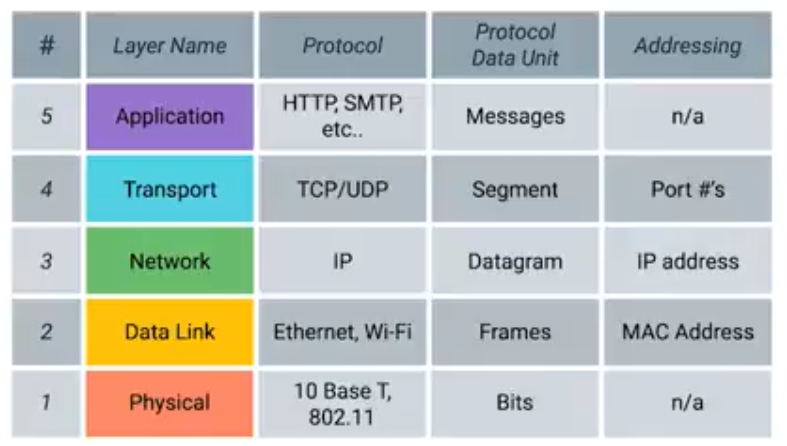 # Layer Name Protocol Protocol Data Unit Addressing
5 Application HTTP, SMTP, etc.. Messages n/a
4 Transport TCP/UDP Segment Port #'s
3 Network IP Datagram IP address
2 Data Link Ethernet, Wi-Fi Frames MAC Address
1 Physical 10 Base T, 802.11 Bits n/a